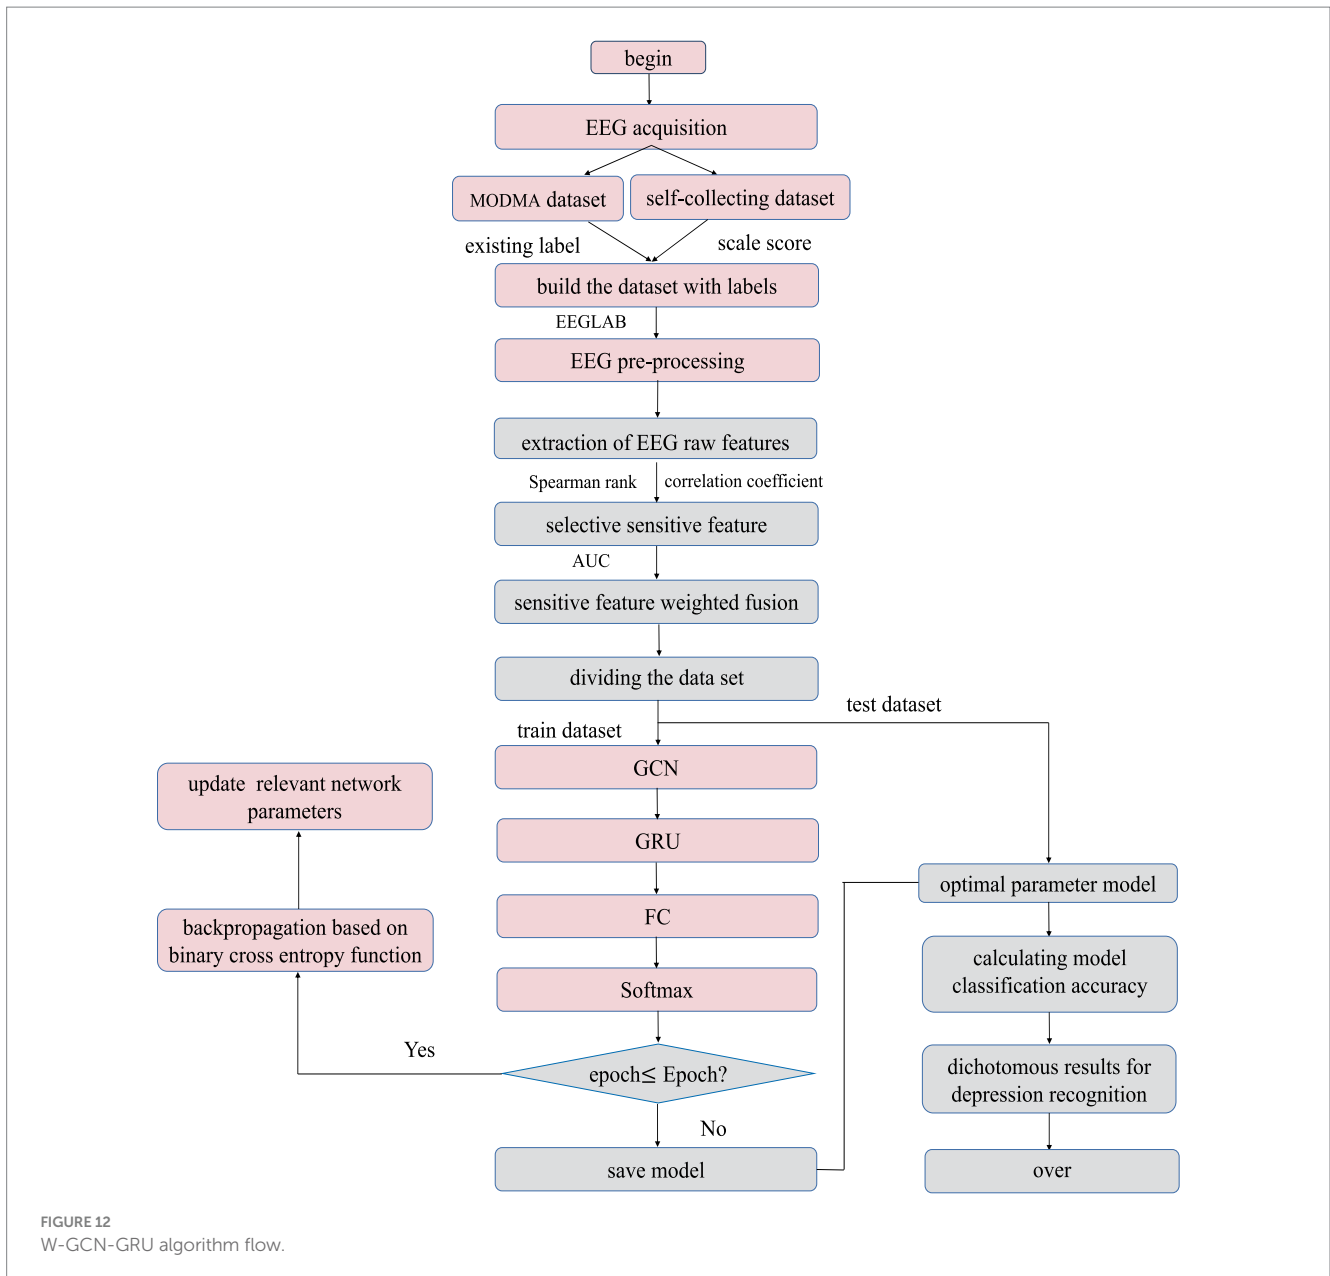 begin
EEG acquisition
MODMA dataset
self-collecting dataset
existing label
scale score
build the dataset with labels
EEGLAB
EEG pre-processing
extraction of EEG raw features
Spearman rank
correlation coefficient
selective sensitive feature
AUC
sensitive feature weighted fusion
dividing the data set
test dataset
train dataset
GCN
update relevant network
parameters
GRU
optimal parameter model
FC
backpropagation based on
binary cross entropy function
calculating model
classification accuracy
Softmax
Yes
epoch≤ Epoch?
dichotomous results for
depression recognition
No
save model
over
FIGURE 12
W-GCN-GRU algorithm flow.